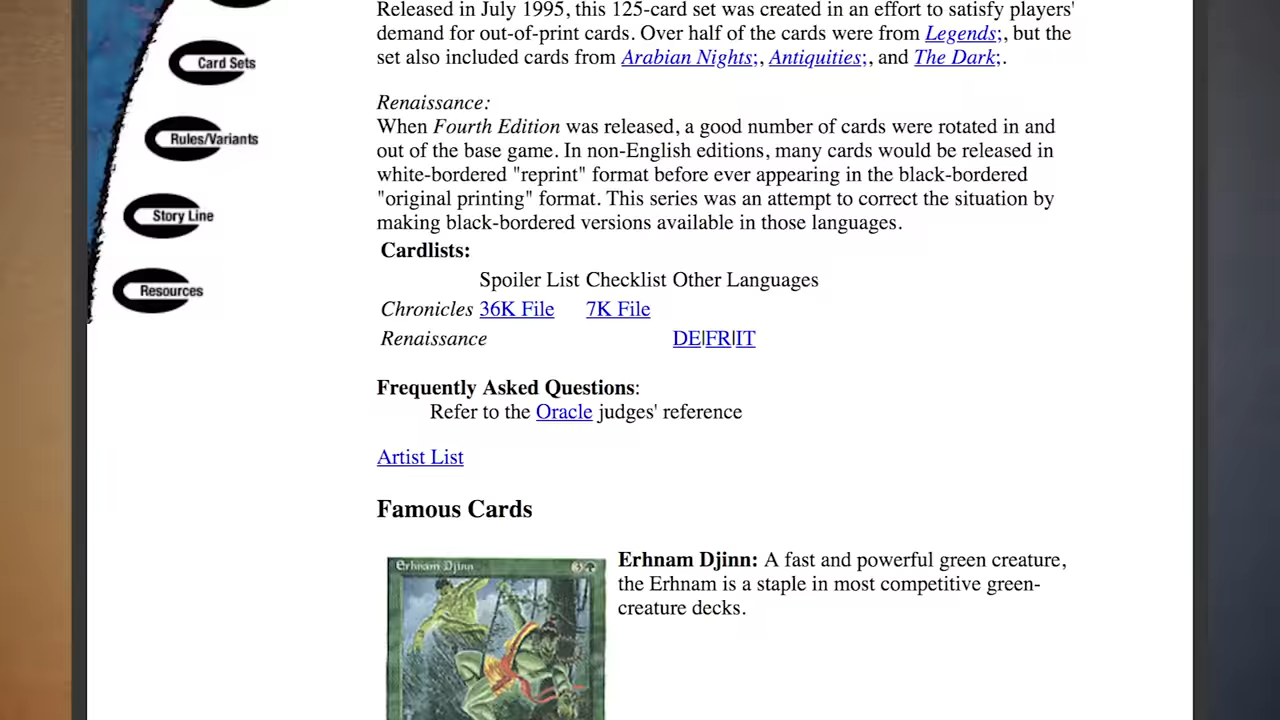 Released in July 1995, this 125-card set was created in an effort to satisfy players'
demand for out-of-print cards. Over half of the cards were from Legends;, but the
set also included cards from Arabian Nights;, Antiquities;, and The Dark;.
Card Sets
Rules/Variants
Story Line
Resources
Renaissance:
When Fourth Edition was released, a good number of cards were rotated in and
out of the base game. In non-English editions, many cards would be released in
white-bordered "reprint" format before ever appearing in the black-bordered
"original printing" format. This series was an attempt to correct the situation by
making black-bordered versions available in those languages.
Cardlists:
Spoiler List Checklist Other Languages
Chronicles 36K File 7K File
Renaissance DE|FR|IT
Frequently Asked Questions:
Refer to the Oracle judges' reference
Artist List
Famous Cards
Erhnam Djinn: A fast and powerful green creature,
the Erhnam is a staple in most competitive green-
creature decks.
Erhnam Djinn 3